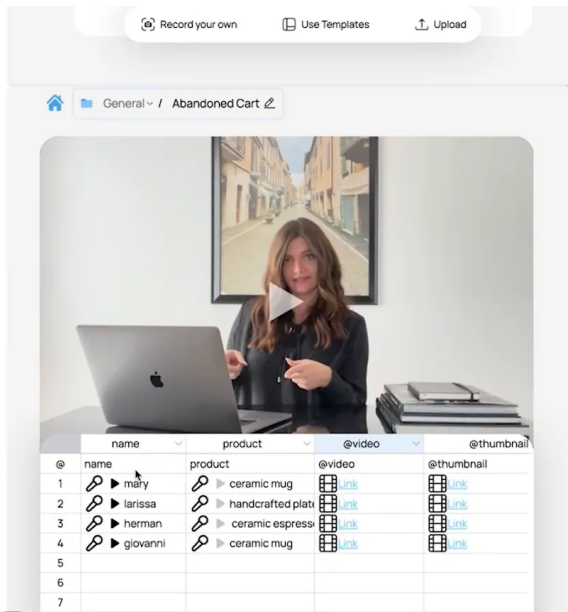 Record your own Use Templates Upload
General / Abandoned Cart
name product @video @thumbnail
@ name product @video @thumbnail
1 mary ceramic mug Link Link
2 larissa handcrafted plat Link Link
3 herman ceramic espress Link Link
4 giovanni ceramic mug Link Link
5
6
7